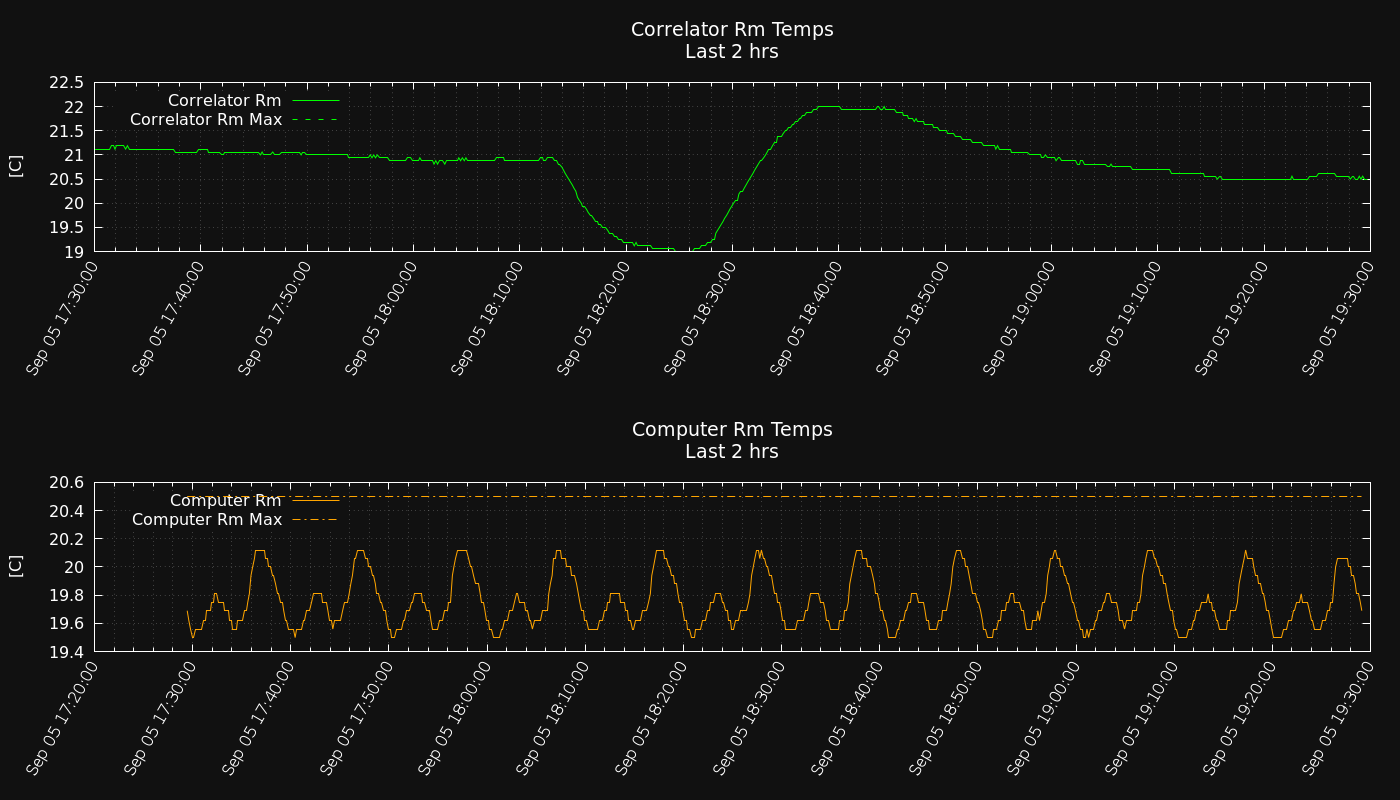 Correlator Rm Temps
Last 2 hrs
22.5
22
21.5
21
20.5
20
19.5
19
[C]
Correlator Rm
Correlator Rm Max
Sep 05 17:30:00
Sep 05 17:40:00
Sep 05 17:50:00
Sep 05 18:00:00
Sep 05 18:10:00
Sep 05 18:20:00
Sep 05 18:30:00
Sep 05 18:40:00
Sep 05 18:50:00
Sep 05 19:00:00
Sep 05 19:10:00
Sep 05 19:20:00
Sep 05 19:30:00
Computer Rm Temps
Last 2 hrs
20.6
20.4
20.2
20
19.8
19.6
19.4
[C]
Computer Rm
Computer Rm Max
Sep 05 17:20:00
Sep 05 17:30:00
Sep 05 17:40:00
Sep 05 17:50:00
Sep 05 18:00:00
Sep 05 18:10:00
Sep 05 18:20:00
Sep 05 18:30:00
Sep 05 18:40:00
Sep 05 18:50:00
Sep 05 19:00:00
Sep 05 19:10:00
Sep 05 19:20:00
Sep 05 19:30:00